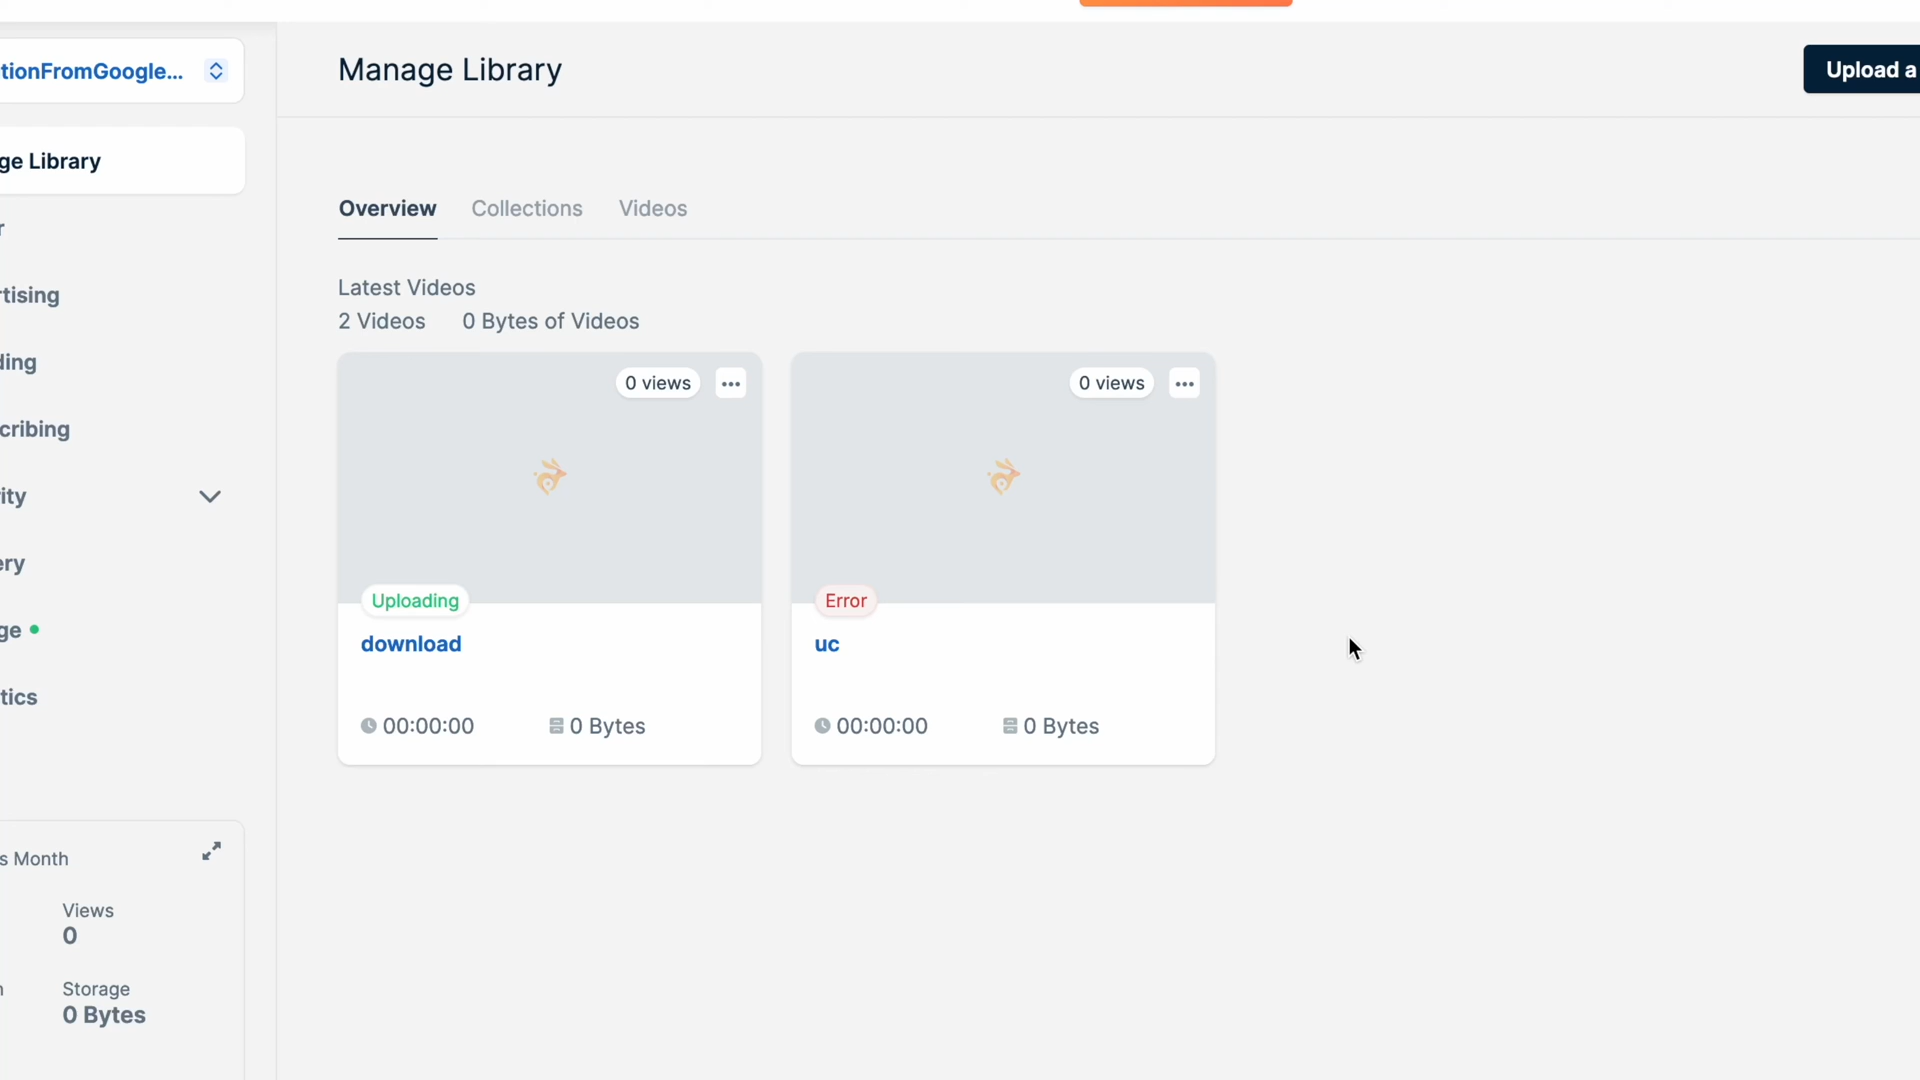 tionFromGoogle...
Manage Library
Upload a
ge Library
Overview
Collections
Videos
r
rtising
Latest Videos
2 Videos
0 Bytes of Videos
ding
cribing
ity
ery
ge
tics
0 views
0 views
Uploading
download
00:00:00
0 Bytes
Error
uc
00:00:00
0 Bytes
s Month
Views
0
n
Storage
0 Bytes